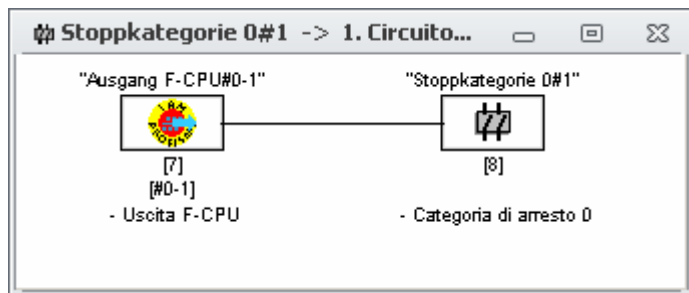 Stoppkategorie 0#1 -> 1. Circuito...
"Ausgang F-CPU#0-1" "Stoppkategorie 0#1"
[7] [8]
[#0-1]
- Uscita F-CPU - Categoria di arresto 0